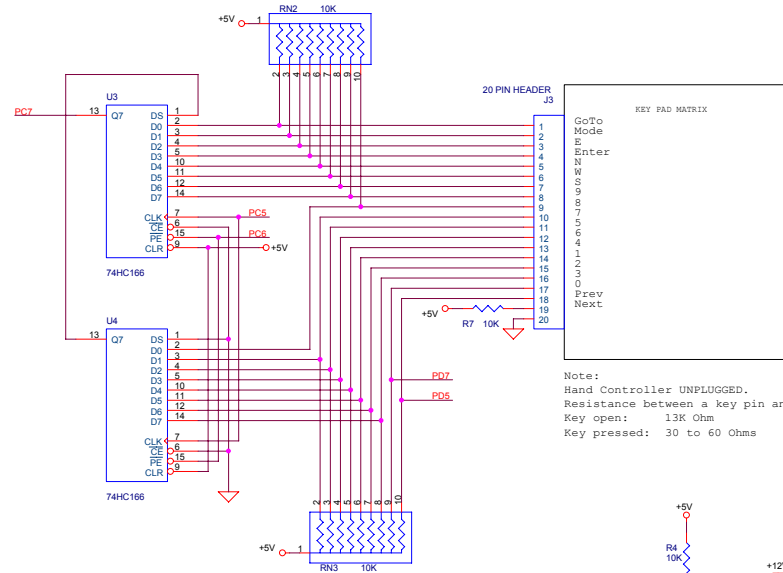 RN2 10K
+5V 1
2 3 4 5 6 7 8 9 10
U3
PC7 13 Q7
DS 1
D0 2
D1 3
D2 4
D3 5
D4 10
D5 11
D6 12
D7 14
CLK 7 PC5
CE 6
PE 15 PC6
CLR 9 +5V
74HC166
U4
13 Q7
DS 1
D0 2
D1 3
D2 4
D3 5
D4 10
D5 11
D6 12
D7 14
CLK 7
CE 6
PE 15
CLR 9
74HC166
20 PIN HEADER
J3
1
2
3
4
5
6
7
8
9
10
11
12
13
14
15
16
17
18
19
20
+5V
R7 10K
PD7
PD5
KEY PAD MATRIX
GoTo
Mode
E
Enter
N
W
S
9
8
7
5
6
4
1
2
3
0
Prev
Next
Note:
Hand Controller UNPLUGGED.
Resistance between a key pin an
Key open: 13K Ohm
Key pressed: 30 to 60 Ohms
2 3 4 5 6 7 8 9 10
+5V 1
RN3 10K
+5V
R4
10K
+12